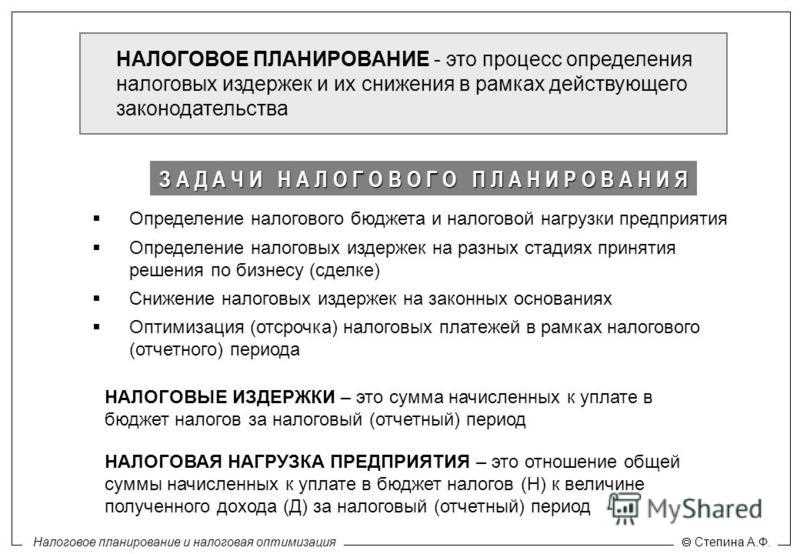 НАЛОГОВОЕ ПЛАНИРОВАНИЕ - это процесс определения
налоговых издержек и их снижения в рамках действующего
законодательства
ЗАДАЧИ НАЛОГОВОГО ПЛАНИРОВАНИЯ
▪ Определение налогового бюджета и налоговой нагрузки предприятия
▪ Определение налоговых издержек на разных стадиях принятия
решения по бизнесу (сделке)
▪ Снижение налоговых издержек на законных основаниях
▪ Оптимизация (отсрочка) налоговых платежей в рамках налогового
(отчетного) периода
НАЛОГОВЫЕ ИЗДЕРЖКИ – это сумма начисленных к уплате в
бюджет налогов за налоговый (отчетный) период
НАЛОГОВАЯ НАГРУЗКА ПРЕДПРИЯТИЯ – это отношение общей
суммы начисленных к уплате в бюджет налогов (Н) к величине
полученного дохода (Д) за налоговый (отчетный) период
MyShared
Налоговое планирование и налоговая оптимизация
© Степина А.Ф.